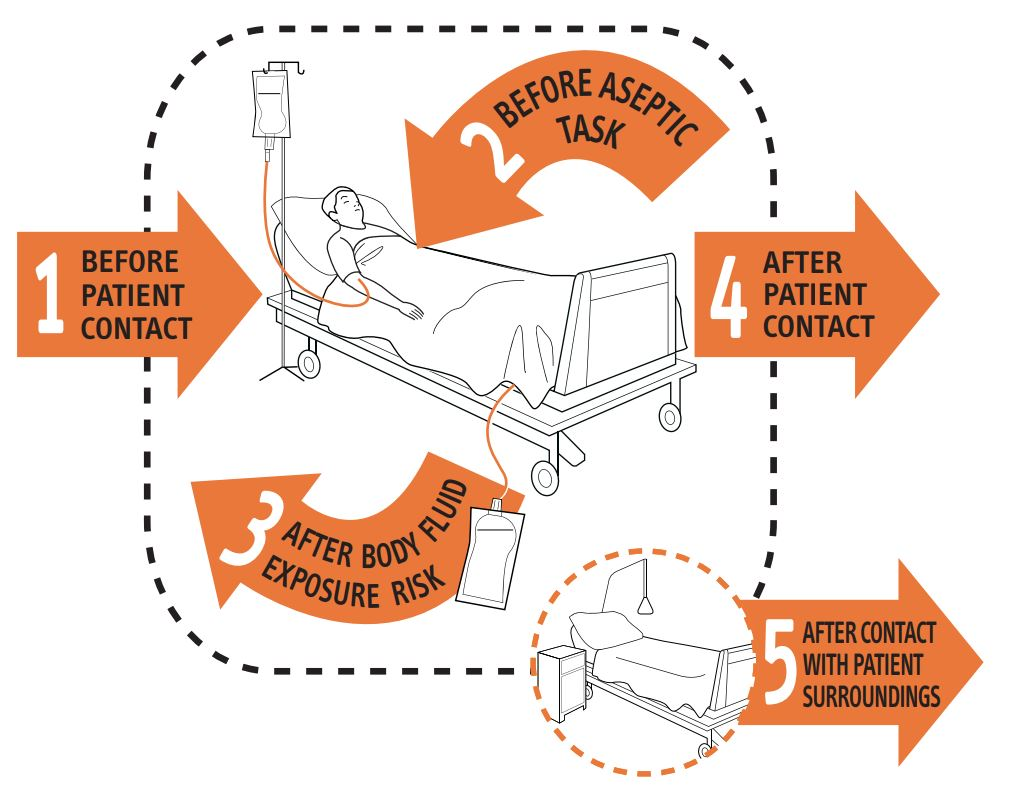 1
BEFORE
PATIENT
CONTACT
2
BEFORE ASEPTIC
TASK
3
AFTER BODY FLUID
EXPOSURE RISK
4
AFTER
PATIENT
CONTACT
5
AFTER CONTACT
WITH PATIENT
SURROUNDINGS